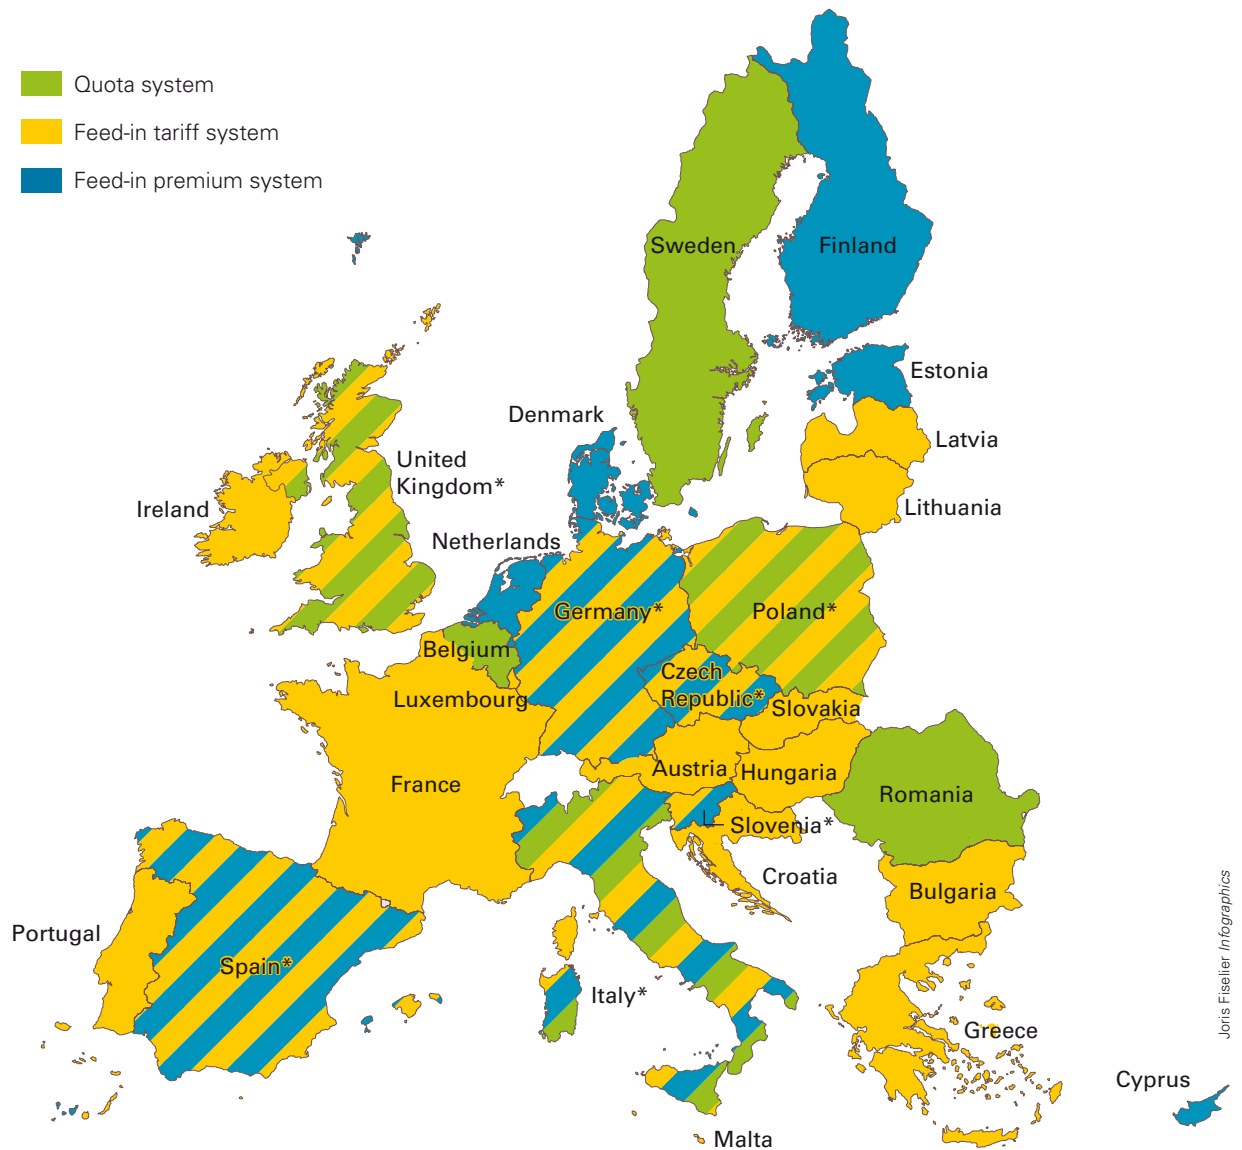 Quota system
Feed-in tariff system
Feed-in premium system
Sweden
Finland
Estonia
Denmark
Latvia
United
Kingdom*
Ireland
Lithuania
Netherlands
Germany*
Poland*
Belgium
Czech
Republic*
Luxembourg
Slovakia
Austria
Hungaria
France
Romania
Slovenia*
Croatia
Bulgaria
Portugal
Spain*
Italy*
Greece
Cyprus
Malta
Joris Fiselier Infographics